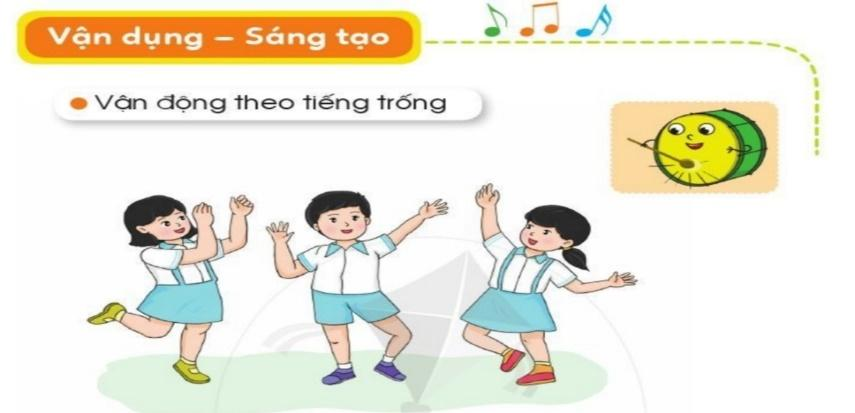 Vận dụng – Sáng tạo
Vận động theo tiếng trống